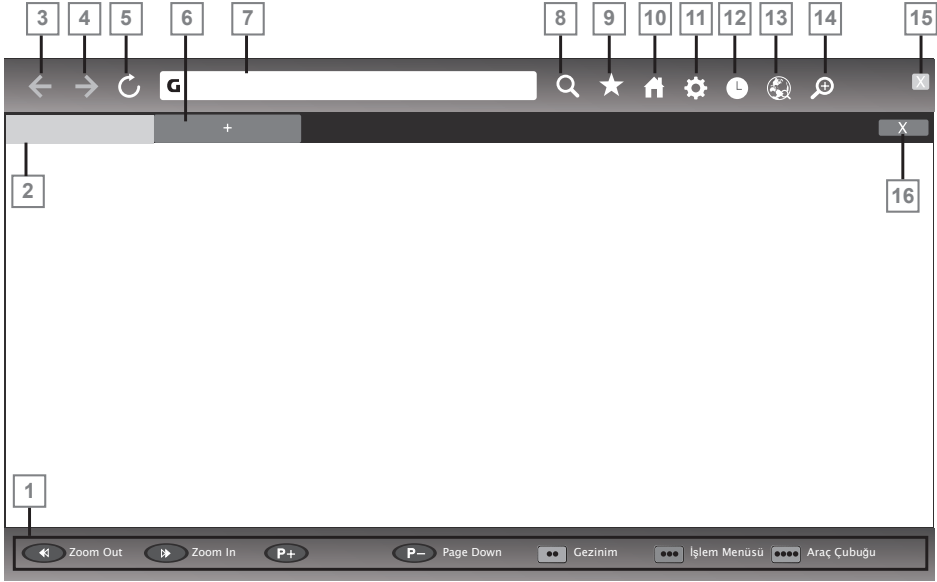 3 4 5 6 7 8 9 10 11 12 13 14 15
G X
+ X
2 16
1
Zoom Out Zoom In P+ P− Page Down Gezinim İşlem Menüsü Araç Çubuğu